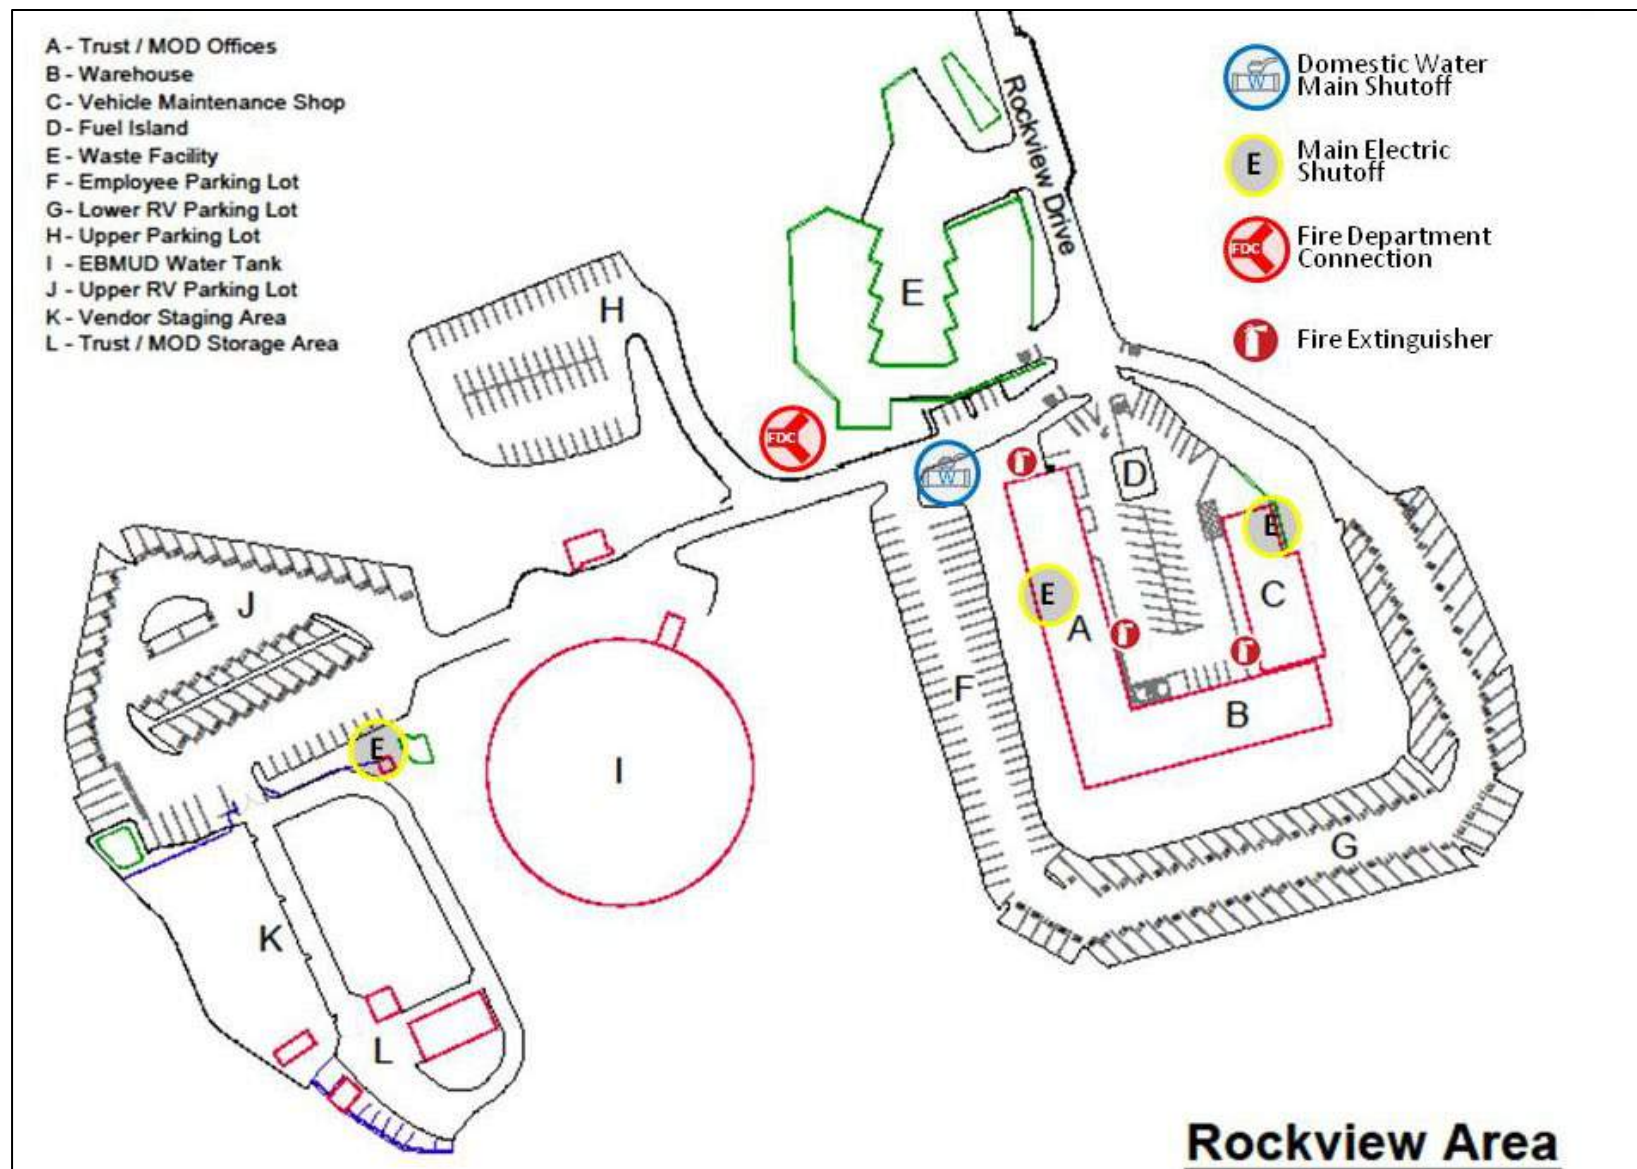 A - Trust / MOD Offices
B - Warehouse
C - Vehicle Maintenance Shop
D - Fuel Island
E - Waste Facility
F - Employee Parking Lot
G- Lower RV Parking Lot
H - Upper Parking Lot
I - EBMUD Water Tank
J - Upper RV Parking Lot
K - Vendor Staging Area
L - Trust / MOD Storage Area
W
Domestic Water
Main Shutoff
E
Main Electric
Shutoff
FDC
Fire Department
Connection
Fire Extinguisher
Rockview Drive
E
H
FDC
W
D
E
E
C
A
J
F
B
E
I
G
K
L
Rockview Area